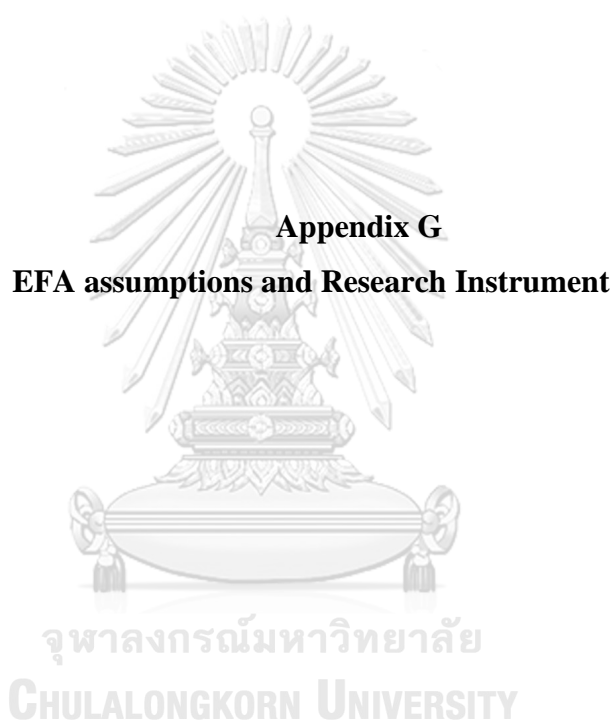 Appendix G
EFA assumptions and Research Instrument
จุฬาลงกรณ์มหาวิทยาลัย
CHULALONGKORN UNIVERSITY